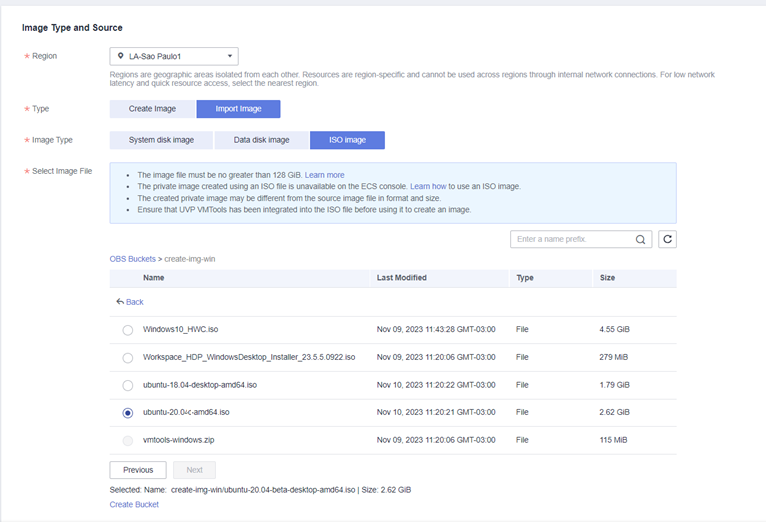 Image Type and Source
* Region
LA-Sao Paulo1
Regions are geographic areas isolated from each other. Resources are region-specific and cannot be used across regions through internal network connections. For low network
latency and quick resource access, select the nearest region.
* Type
Create Image
Import Image
* Image Type
System disk image
Data disk image
ISO image
* Select Image File
• The image file must be no greater than 128 GiB. Learn more
• The private image created using an ISO file is unavailable on the ECS console. Learn how to use an ISO image.
• The created private image may be different from the source image file in format and size.
• Ensure that UVP VMTools has been integrated into the ISO file before using it to create an image.
Enter a name prefix.
OBS Buckets > create-img-win
Name Last Modified Type Size
Back
Windows10_HWC.iso Nov 09, 2023 11:43:28 GMT-03:00 File 4.55 GiB
Workspace_HDP_WindowsDesktop_Installer_23.5.5.0922.iso Nov 09, 2023 11:20:06 GMT-03:00 File 279 MiB
ubuntu-18.04-desktop-amd64.iso Nov 10, 2023 11:20:22 GMT-03:00 File 1.79 GiB
Nov 10, 2023 11:20:21 GMT-03:00 File 2.62 GiB
vmtools-windows.zip Nov 09, 2023 11:20:06 GMT-03:00 File 115 MiB
Previous
Next
Selected: Name: create-img-win/ubuntu-20.04-beta-desktop-amd64.iso | Size: 2.62 GiB
Create Bucket